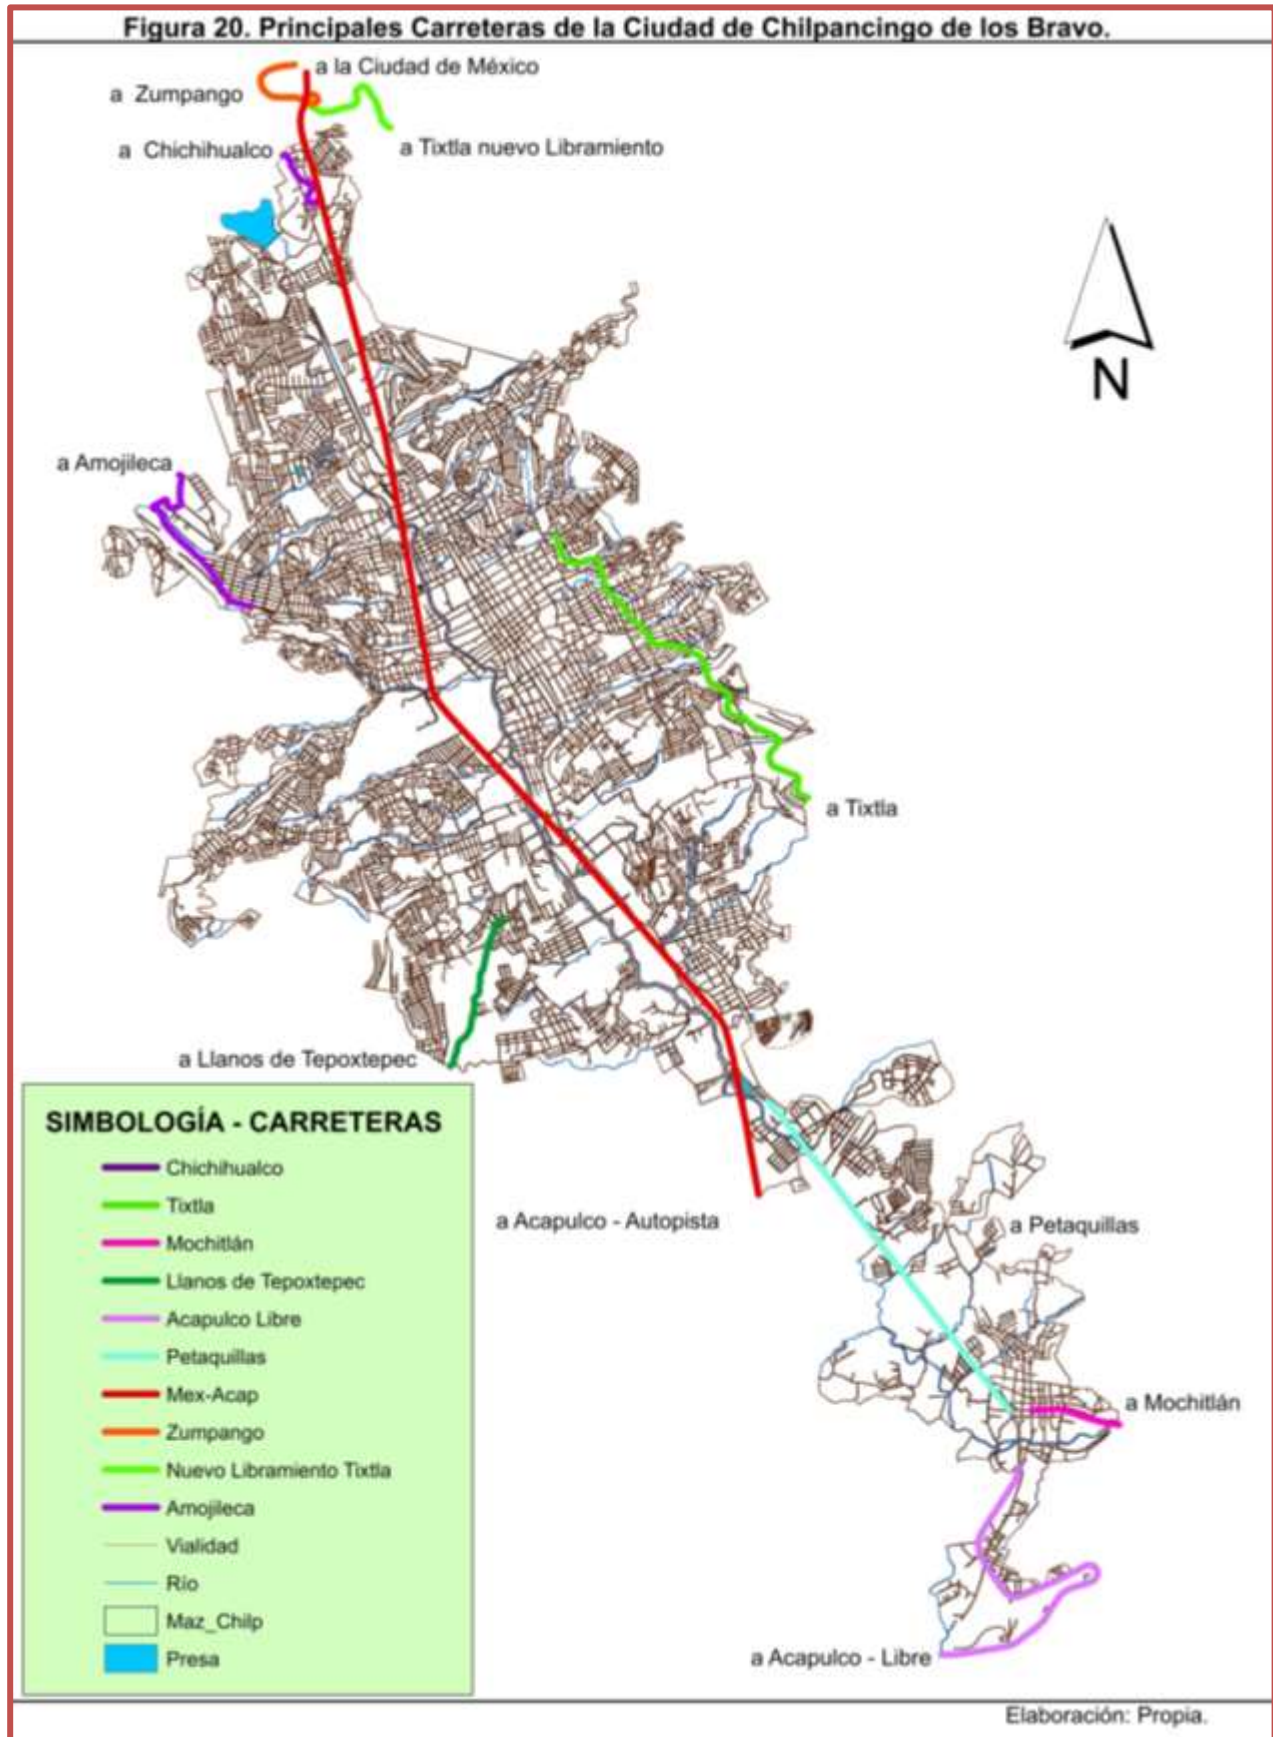 Figura 20. Principales Carreteras de la Ciudad de Chilpancingo de los Bravo.
a la Ciudad de México
a Zumpango
a Tixtla nuevo Libramiento
a Chichihualco
N
a Amojileca
a Tixtla
a Llanos de Tepoxtepec
a Acapulco - Autopista
a Petaquillas
a Mochitlán
a Acapulco - Libre
SIMBOLOGÍA - CARRETERAS
Chichihualco
Tixtla
Mochitlán
Llanos de Tepoxtepec
Acapulco Libre
Petaquillas
Mex-Acap
Zumpango
Nuevo Libramiento Tixtla
Amojileca
Vialidad
Río
Maz_Chilp
Presa
Elaboración: Propia.